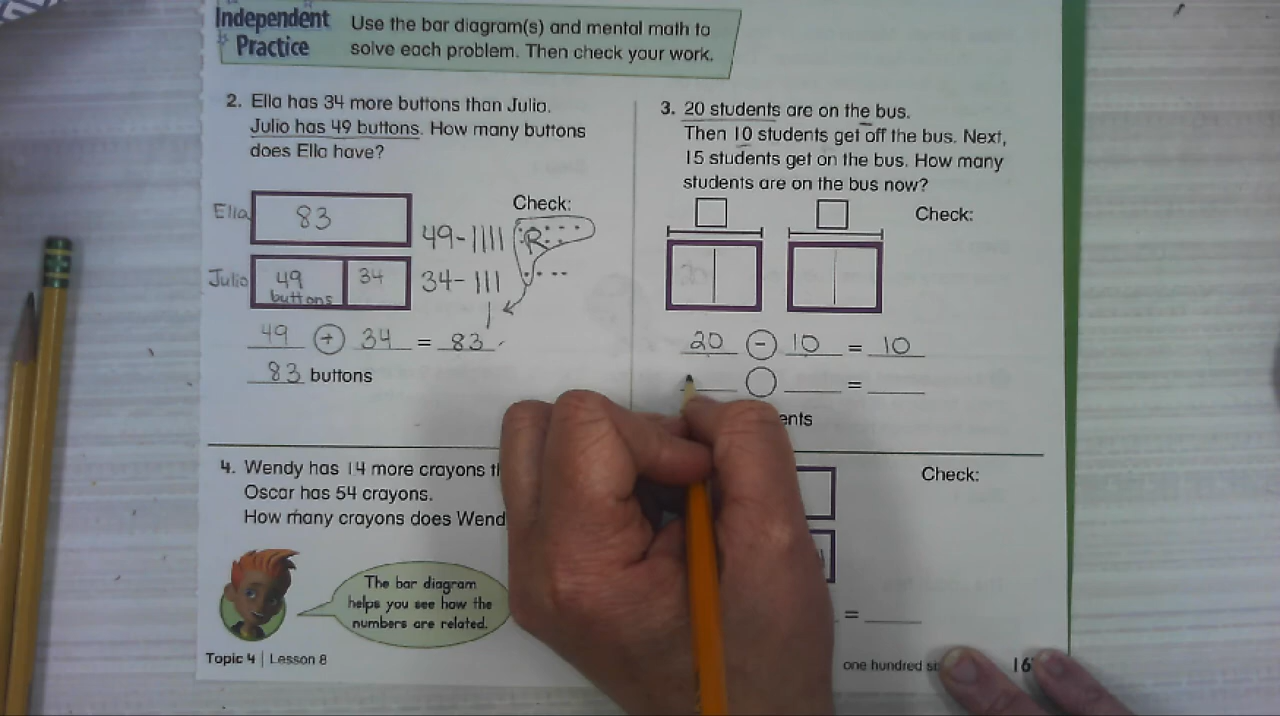 Independent Practice
Use the bar diagram(s) and mental math to
solve each problem. Then check your work.
2. Ella has 34 more buttons than Julio.
Julio has 49 buttons. How many buttons
does Ella have?
Ella 83
Julio 49 buttons 34
Check:
49-|||| R
34-|||
49 + 34 = 83
83 buttons
3. 20 students are on the bus.
Then 10 students get off the bus. Next,
15 students get on the bus. How many
students are on the bus now?
Check:
20 - 10 = 10
=
4. Wendy has 14 more crayons
Oscar has 54 crayons.
How many crayons does
Check:
=
The bar diagram
helps you see how the
numbers are related.
Topic 4 | Lesson 8
one hundred